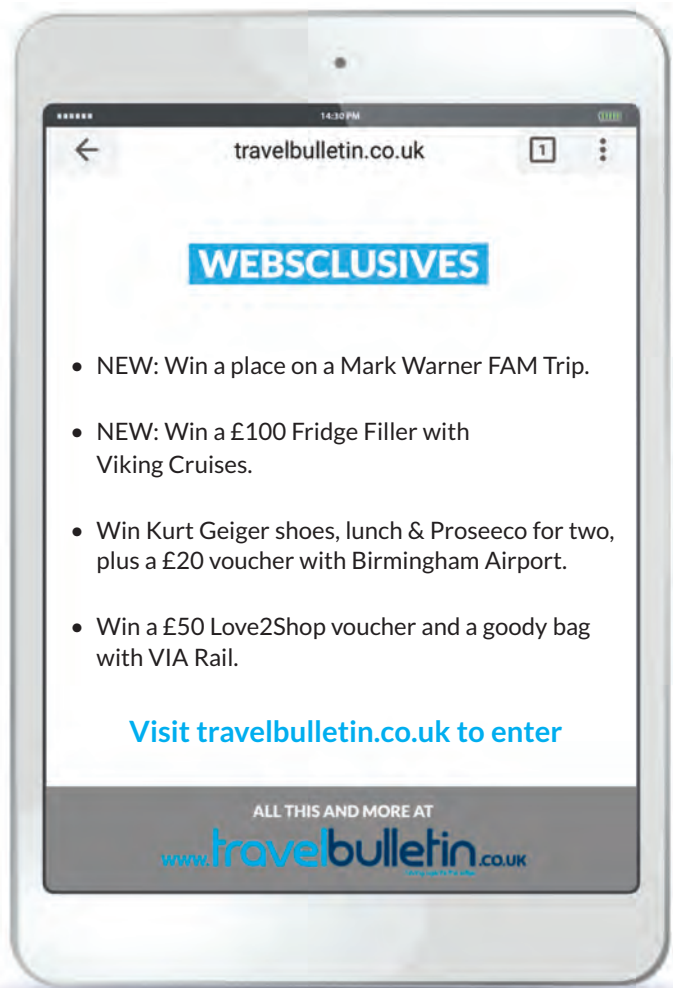 14:30 PM
travelbulletin.co.uk
1
WEBSCLUSIVES
• NEW: Win a place on a Mark Warner FAM Trip.
• NEW: Win a £100 Fridge Filler with
Viking Cruises.
• Win Kurt Geiger shoes, lunch & Proseeco for two,
plus a £20 voucher with Birmingham Airport.
• Win a £50 Love2Shop voucher and a goody bag
with VIA Rail.
Visit travelbulletin.co.uk to enter
ALL THIS AND MORE AT
www.travelbulletin.co.uk